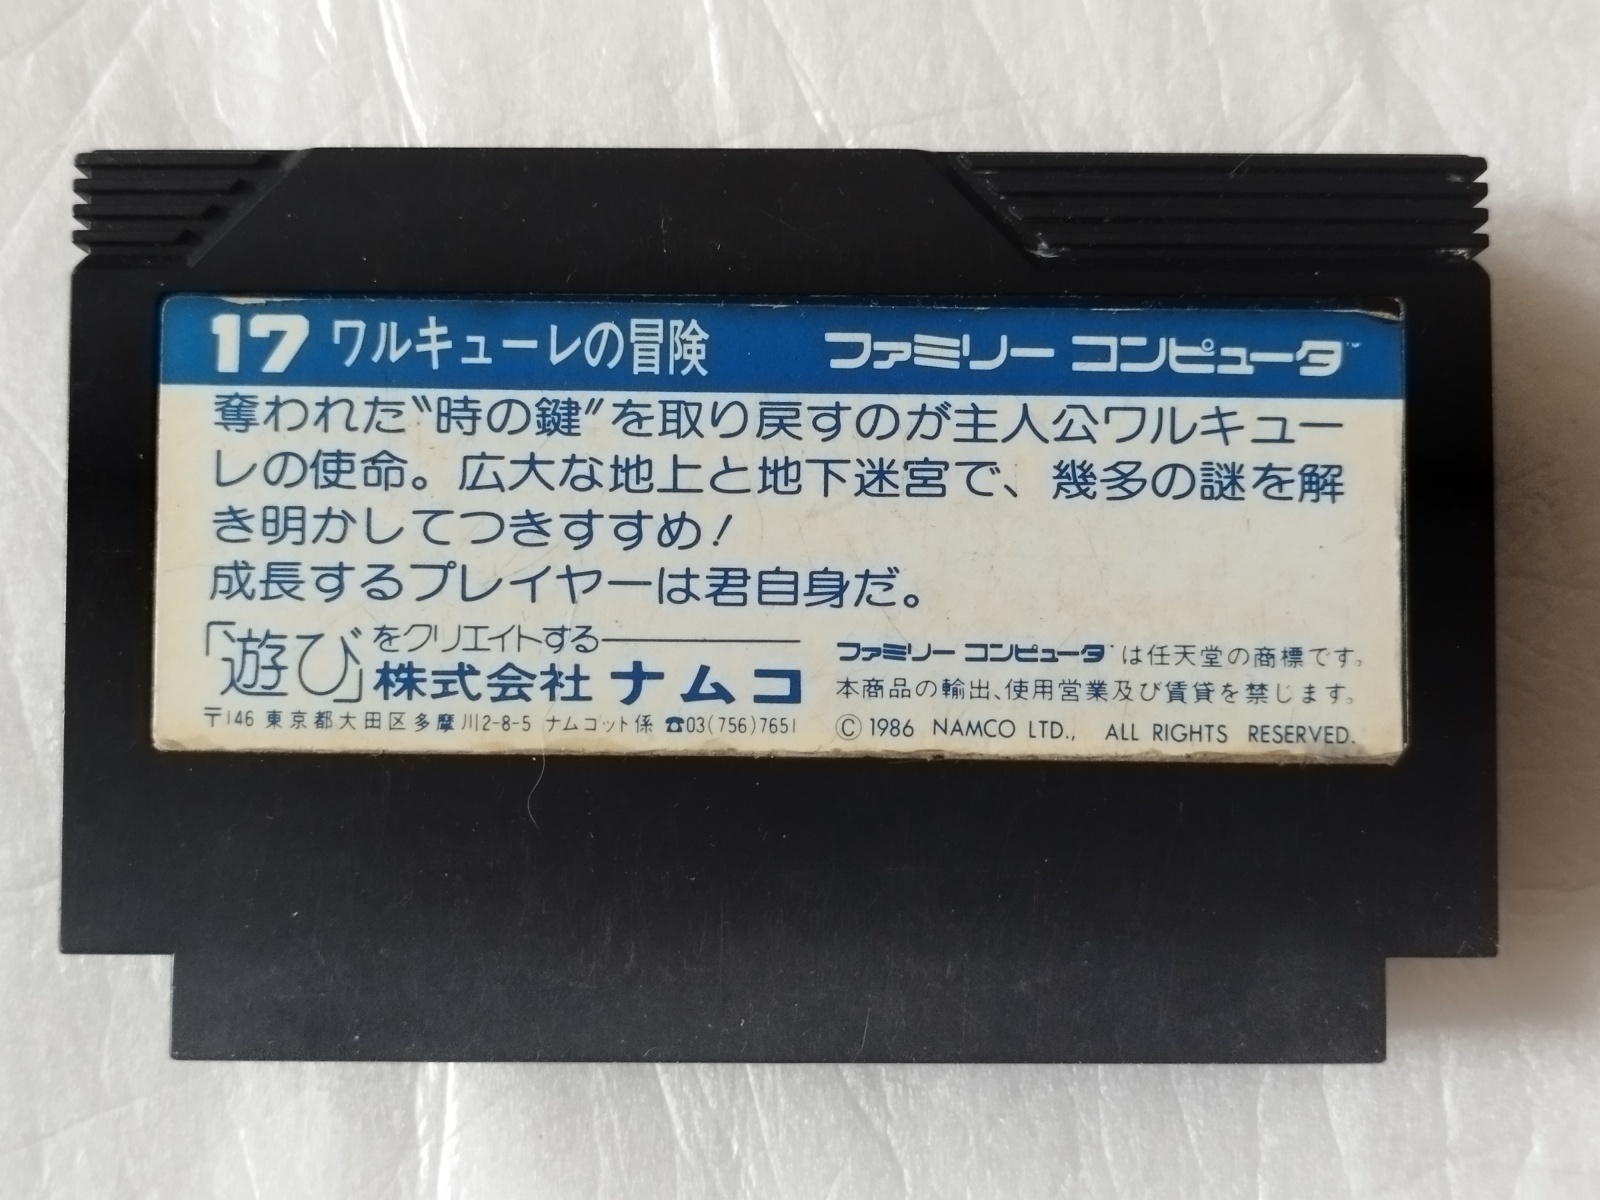 17 ワルキューレの冒険 ファミリー コンピュータ™
奪われた〝時の鍵〟を取り戻すのが主人公ワルキュー
レの使命。広大な地上と地下迷宮で、幾多の謎を解
き明かしてつきすすめ!
成長するプレイヤーは君自身だ。
「遊び」をクリエイトする
株式会社ナムコ
〒146 東京都大田区多摩川2-8-5 ナムコット係 ☎03(756)7651
ファミリー コンピュータ は任天堂の商標です。
本商品の輸出、使用営業及び賃貸を禁じます。
© 1986 NAMCO LTD., ALL RIGHTS RESERVED.